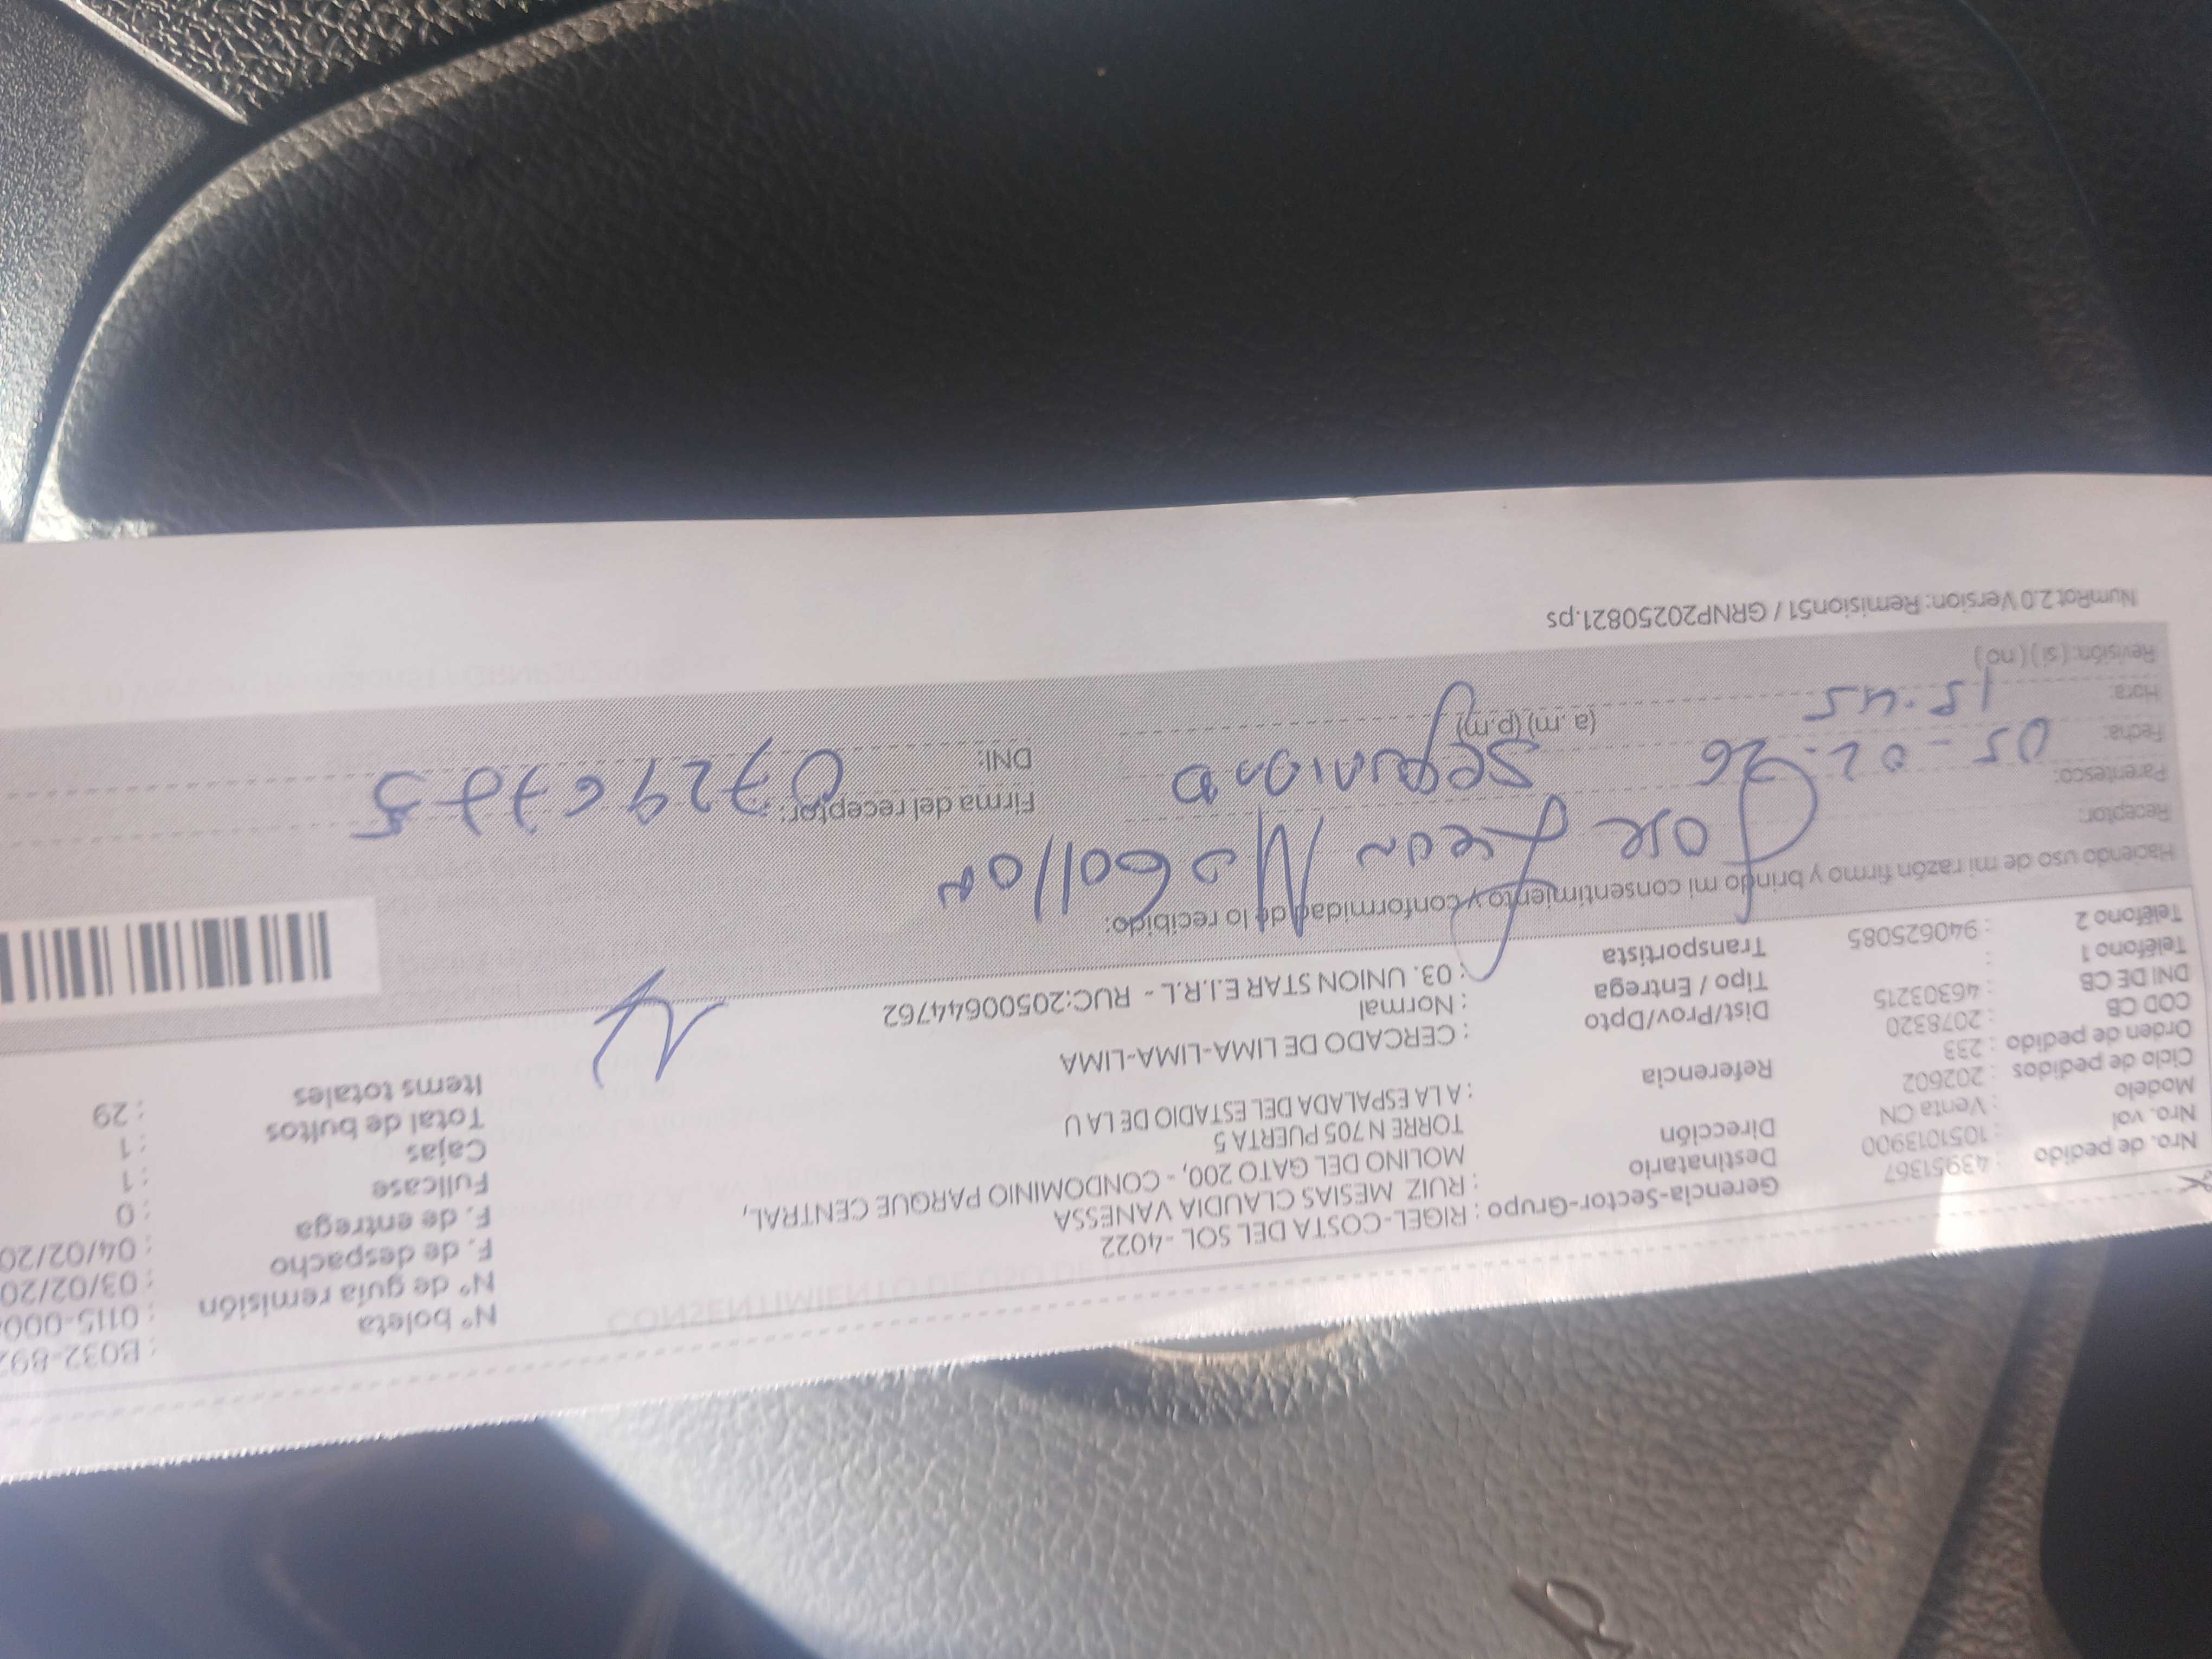 Nro. de pedido : 43951367
Nro. vol : 1051013900
Modelo : Venta CN
Ciclo de pedidos : 202602
Orden de pedido : 233
COD CB : 2078320
DNI DE CB : 46303215
Teléfono 1 :
Teléfono 2 : 940625085
Gerencia-Sector-Grupo : RIGEL-COSTA DEL SOL -4022
Destinatario : RUIZ MESIAS CLAUDIA VANESSA
Dirección MOLINO DEL GATO 200, - CONDOMINIO PARQUE CENTRAL,
TORRE N 705 PUERTA 5
Referencia : A LA ESPALADA DEL ESTADIO DE LA U
Dist/Prov/Dpto : CERCADO DE LIMA-LIMA-LIMA
Tipo / Entrega : Normal
Transportista : 03. UNION STAR E.I.R.L. - RUC:20500644762
Nº boleta : B032-89
Nº de guía remisión : 0115-000
F. de despacho : 03/02/20
F. de entrega : 04/02/20
Fullcase : 0
Cajas : 1
Total de bultos : 1
Items totales : 29
Haciendo uso de mi razón firmo y brindo mi consentimiento y conformidad de lo recibido:
Receptor: Jose Leon Mogollon
Parentesco: seguridad
Firma del receptor:
Fecha: 05-02-26
DNI:
Hora: (a.m) (p.m)
Revisión: (si) (no)
NumRot 2.0 Version: Remision51 / GRNP20250821.ps